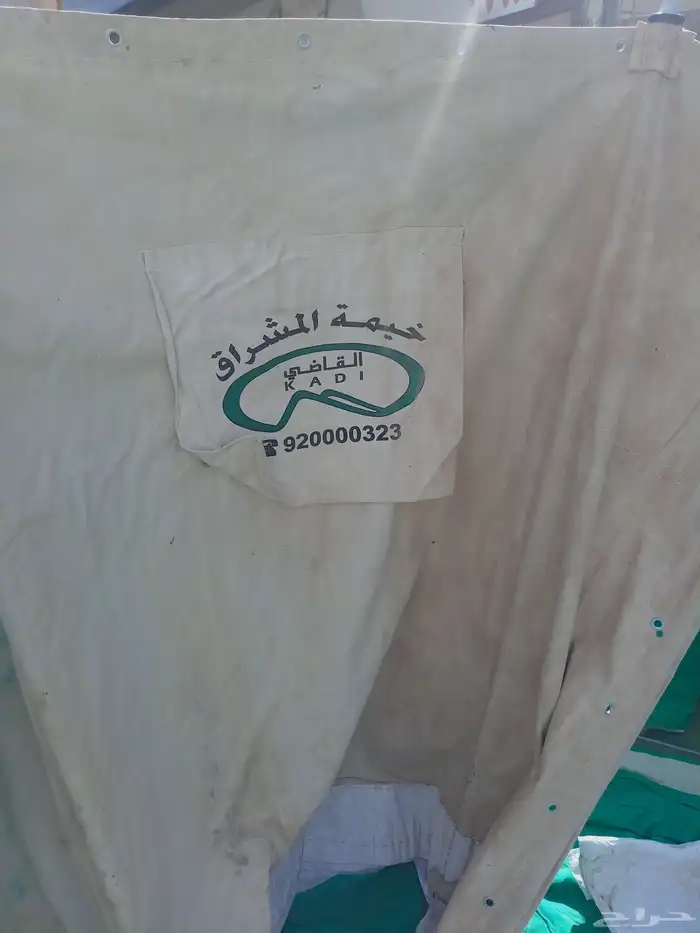 خيمة المشراق
القاضي
KADI
920000323
حراج